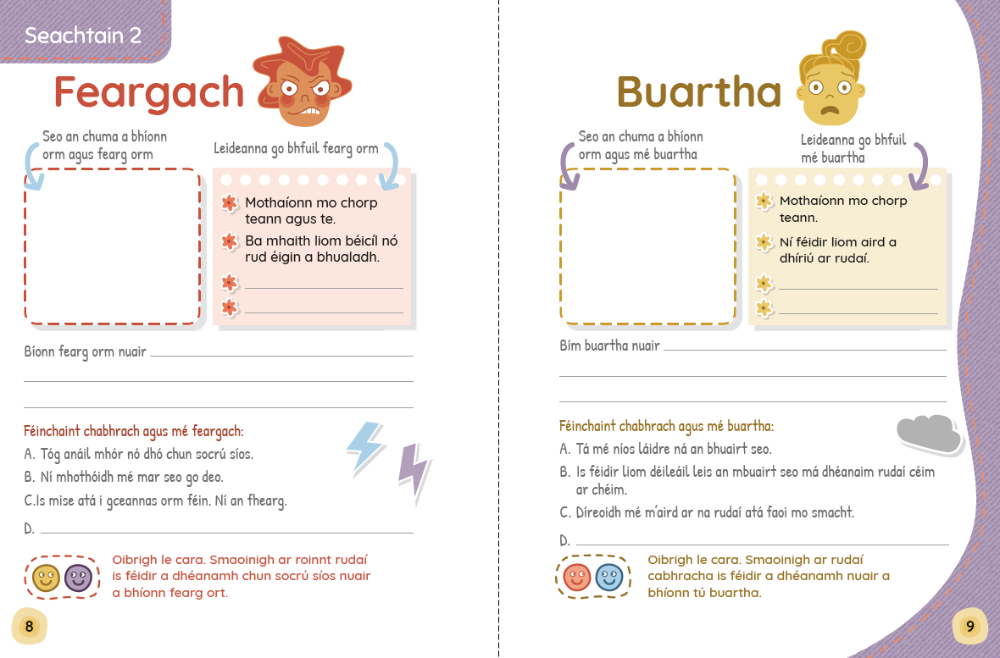 Seachtain 2
Feargach
Seo an chuma a bhíonn
orm agus fearg orm
Leideanna go bhfuil fearg orm
Mothaíonn mo chorp
teann agus te.
Ba mhaith liom béicíl nó
rud éigin a bhualadh.
Bíonn fearg orm nuair
Féinchaint chabhrach agus mé feargach:
A. Tóg anáil mhór nó dhó chun socrú síos.
B. Ní mhothóidh mé mar seo go deo.
C.Is mise atá i gceannas orm féin. Ní an fhearg.
D.
Oibrigh le cara. Smaoinigh ar roinnt rudaí
is féidir a dhéanamh chun socrú síos nuair
a bhíonn fearg ort.
8
Buartha
Seo an chuma a bhíonn
orm agus mé buartha
Leideanna go bhfuil
mé buartha
Mothaíonn mo chorp
teann.
Ní féidir liom aird a
dhíriú ar rudaí.
Bím buartha nuair
Féinchaint chabhrach agus mé buartha:
A. Tá mé níos láidre ná an bhuairt seo.
B. Is féidir liom déileáil leis an mbuairt seo má dhéanaim rudaí céim
ar chéim.
C. Díreoidh mé m'aird ar na rudaí atá faoi mo smacht.
D.
Oibrigh le cara. Smaoinigh ar rudaí
cabhracha is féidir a dhéanamh nuair a
bhíonn tú buartha.
9